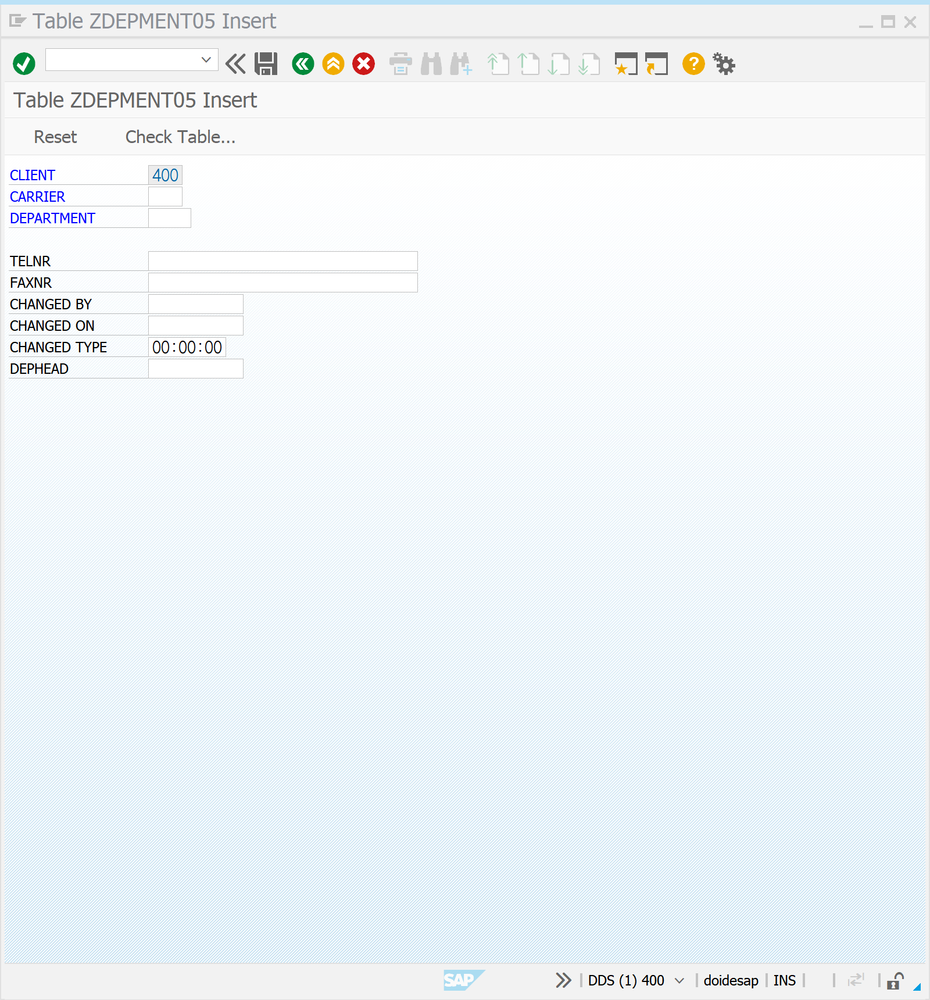 Table ZDEPMENT05 Insert
Table ZDEPMENT05 Insert
Reset Check Table...
CLIENT 400
CARRIER
DEPARTMENT
TELNR
FAXNR
CHANGED BY
CHANGED ON
CHANGED TYPE 00:00:00
DEPHEAD
SAP DDS (1) 400 doidesap INS